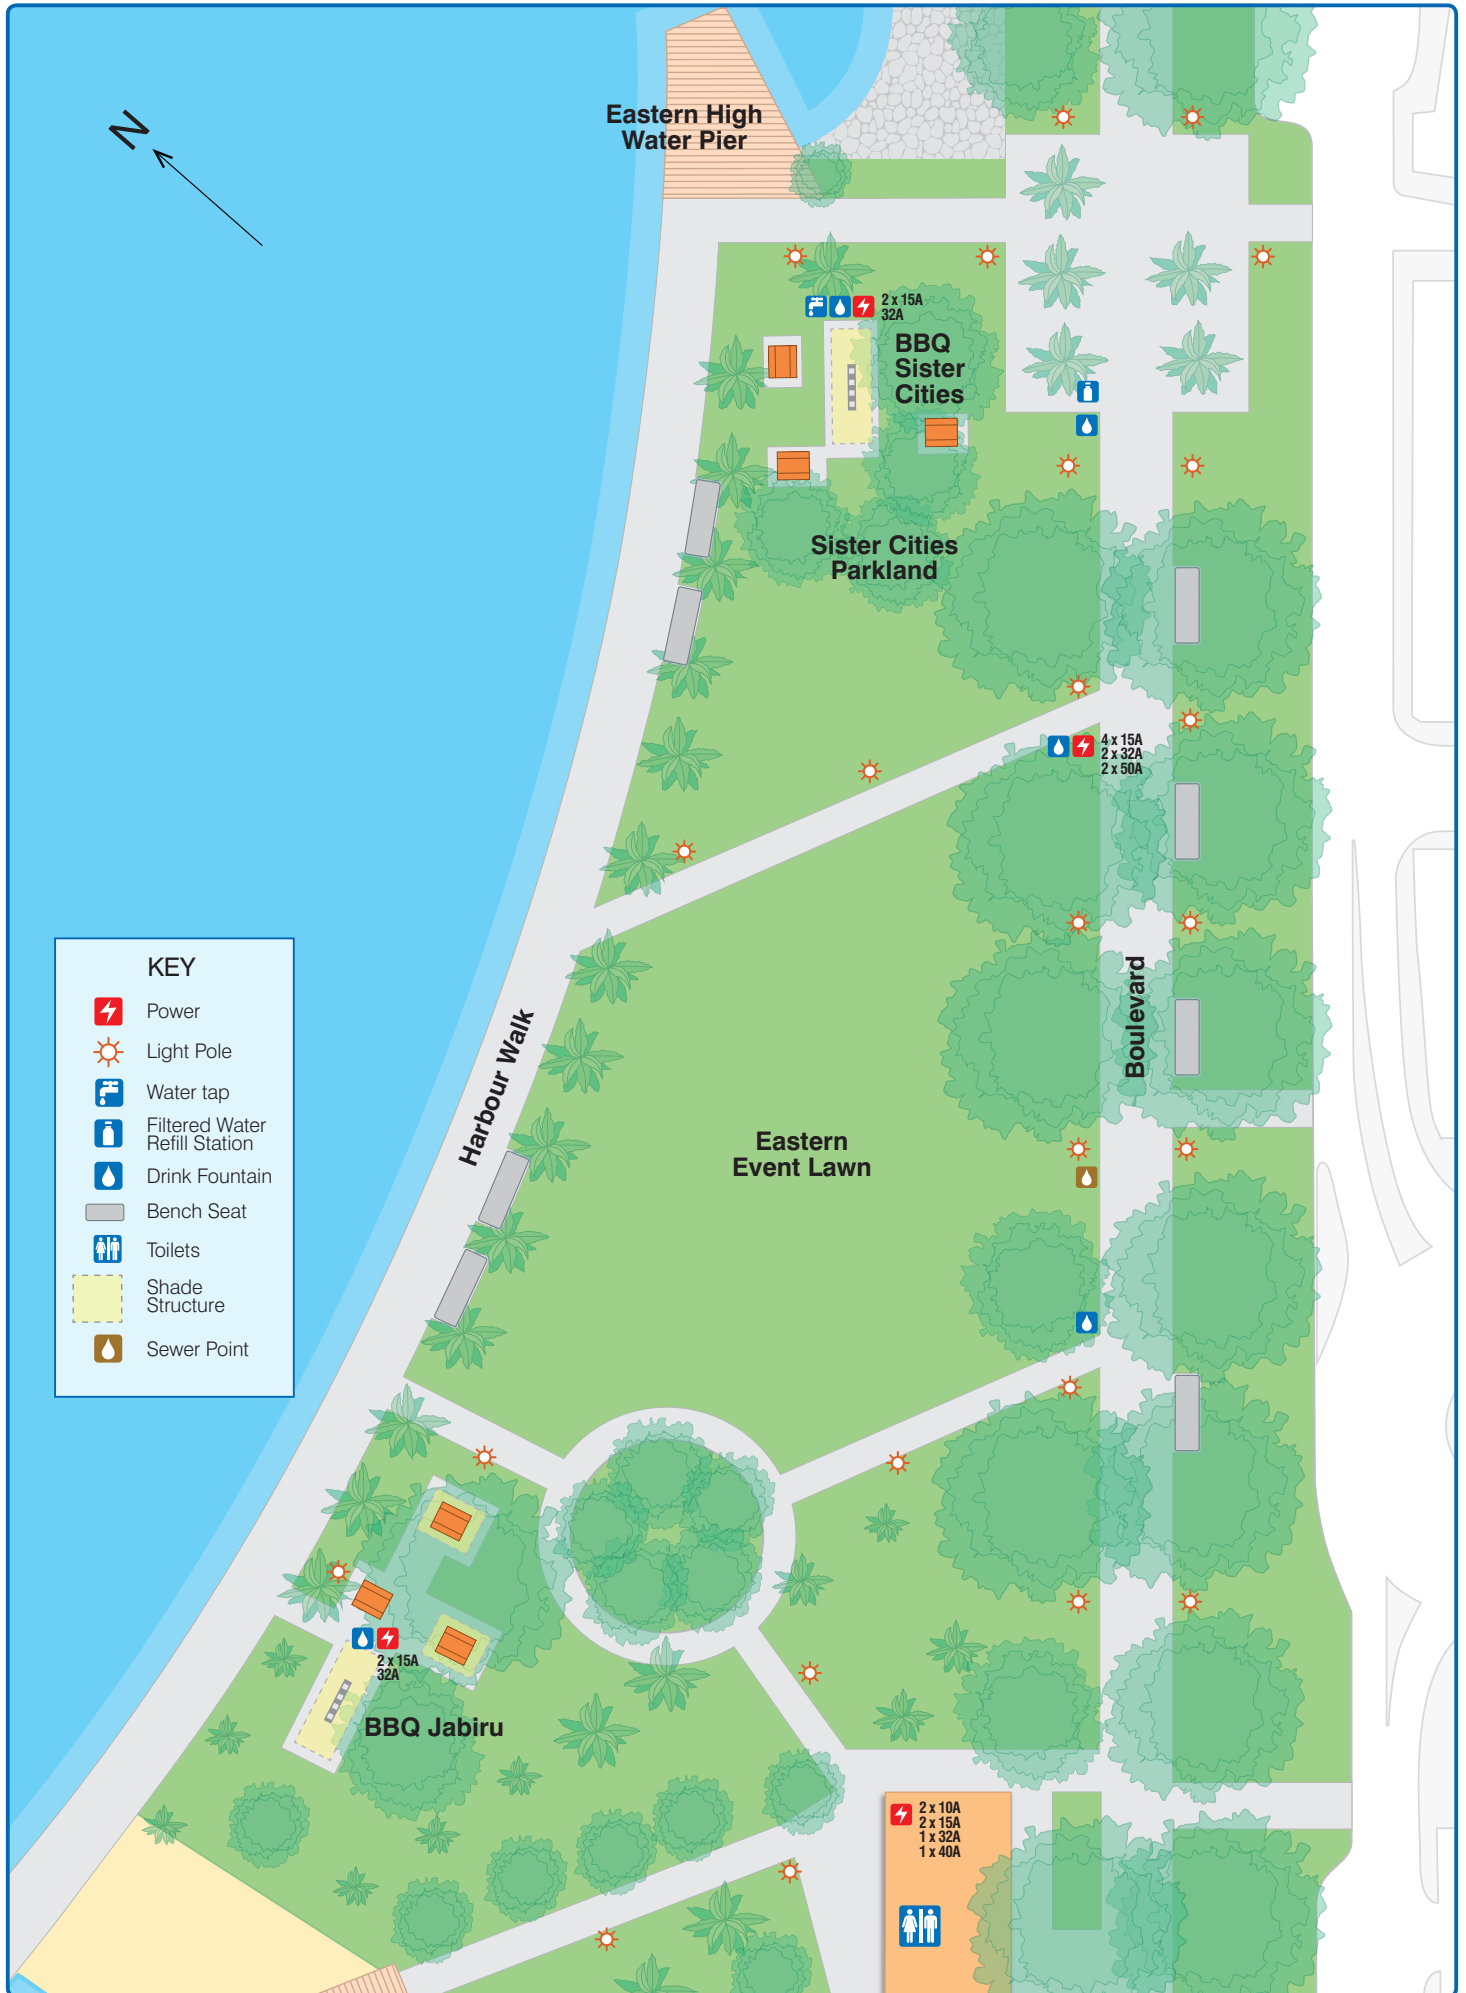 N
Eastern High
Water Pier
2 x 15A
32A
BBQ
Sister
Cities
Sister Cities
Parkland
4 x 15A
2 x 32A
2 x 50A
KEY
Power
Light Pole
Water tap
Filtered Water
Refill Station
Drink Fountain
Bench Seat
Toilets
Shade
Structure
Sewer Point
Harbour Walk
Boulevard
Eastern
Event Lawn
2 x 15A
32A
BBQ Jabiru
2 x 10A
2 x 15A
1 x 32A
1 x 40A